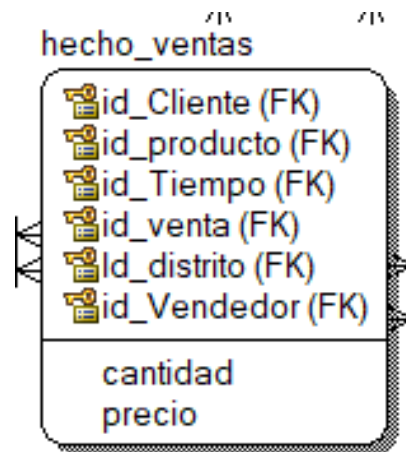 hecho_ventas
id_Cliente (FK)
id_producto (FK)
id_Tiempo (FK)
id_venta (FK)
Id_distrito (FK)
id_Vendedor (FK)
cantidad
precio